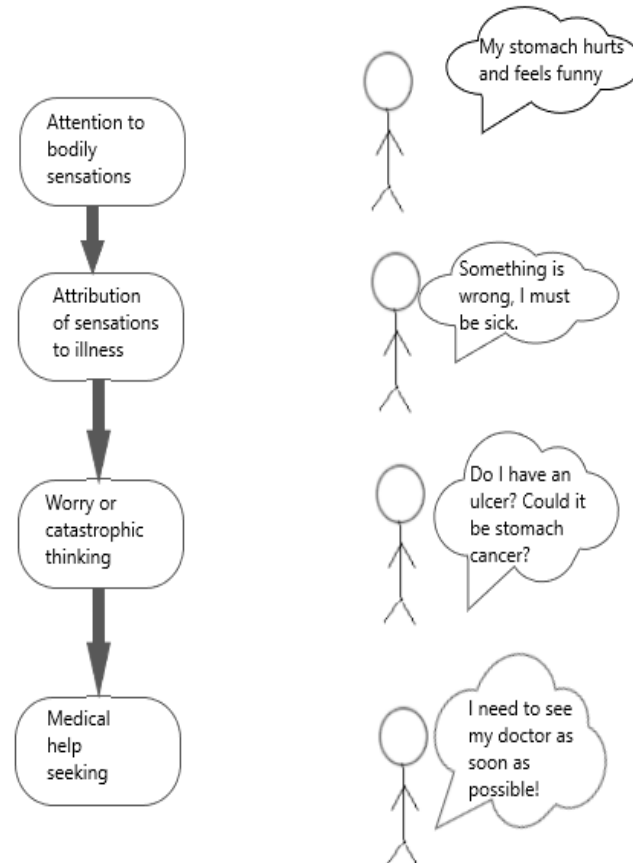 Attention to
bodily
sensations
My stomach hurts
and feels funny
Attribution
of sensations
to illness
Something is
wrong, I must
be sick.
Worry or
catastrophic
thinking
Do I have an
ulcer? Could it
be stomach
cancer?
Medical
help
seeking
I need to see
my doctor as
soon as
possible!